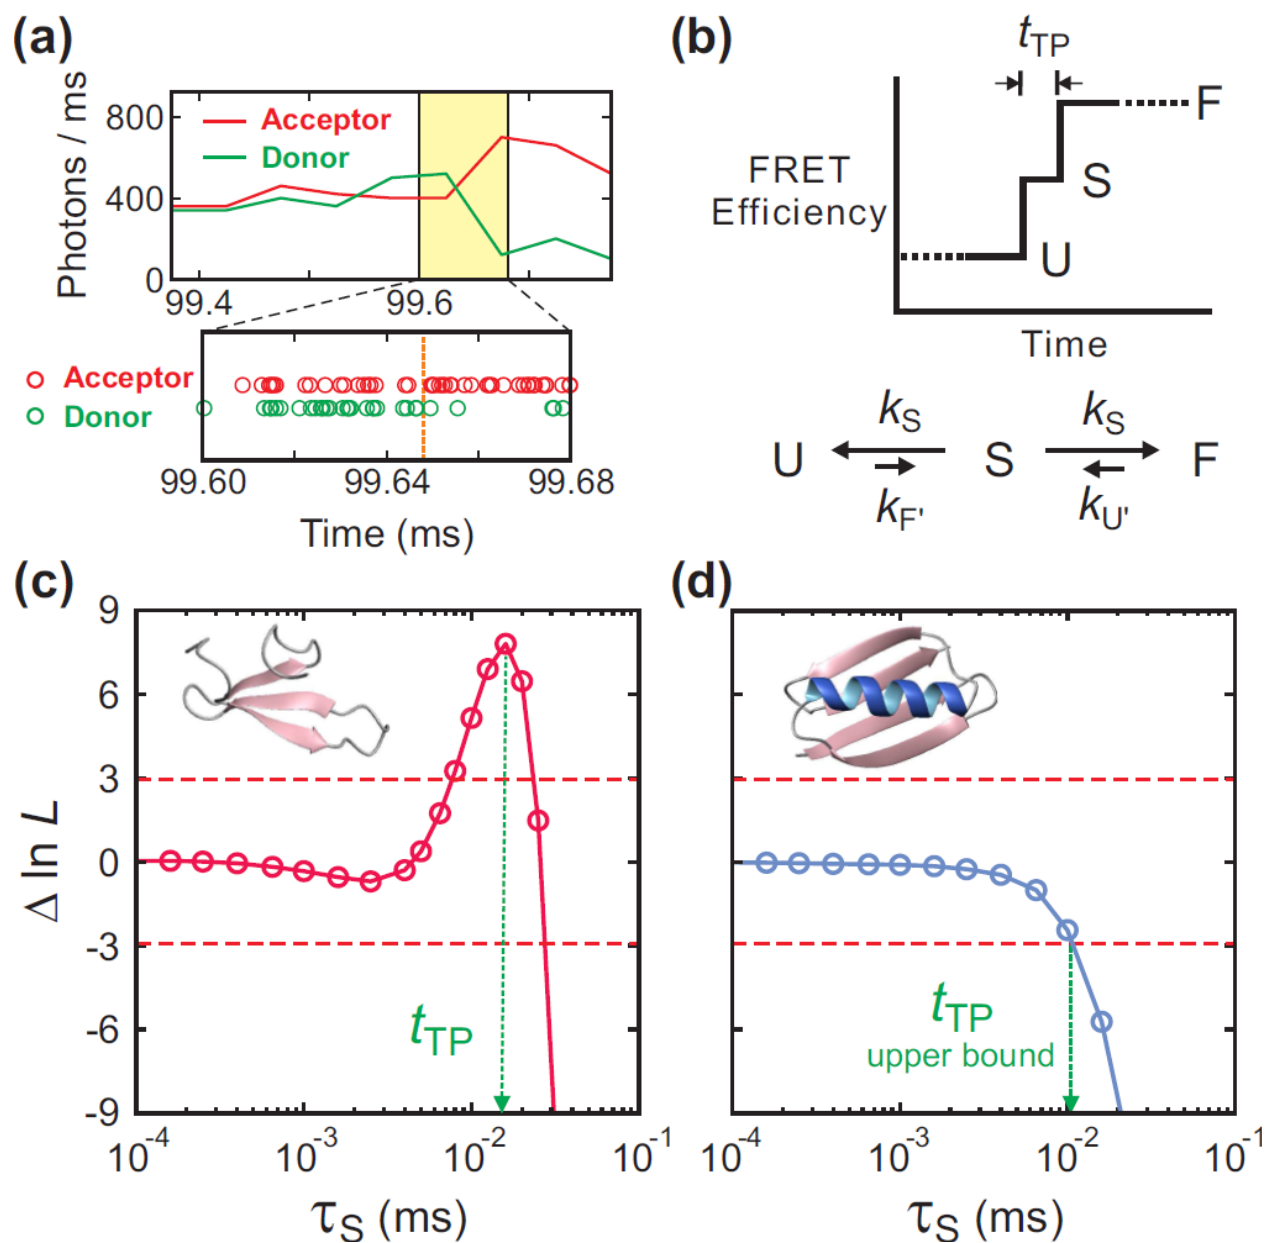 (a)
Photons / ms
800
400
0
Acceptor
Donor
99.4
99.6
Acceptor
Donor
99.60
99.64
99.68
Time (ms)
(b)
tTP
FRET
Efficiency
F
S
U
Time
kS
kS
U
S
F
kF'
kU'
(c)
Δ ln L
9
6
3
0
-3
-6
-9
tTP
10-4
10-3
10-2
10-1
τS (ms)
(d)
tTP
upper bound
10-4
10-3
10-2
10-1
τS (ms)